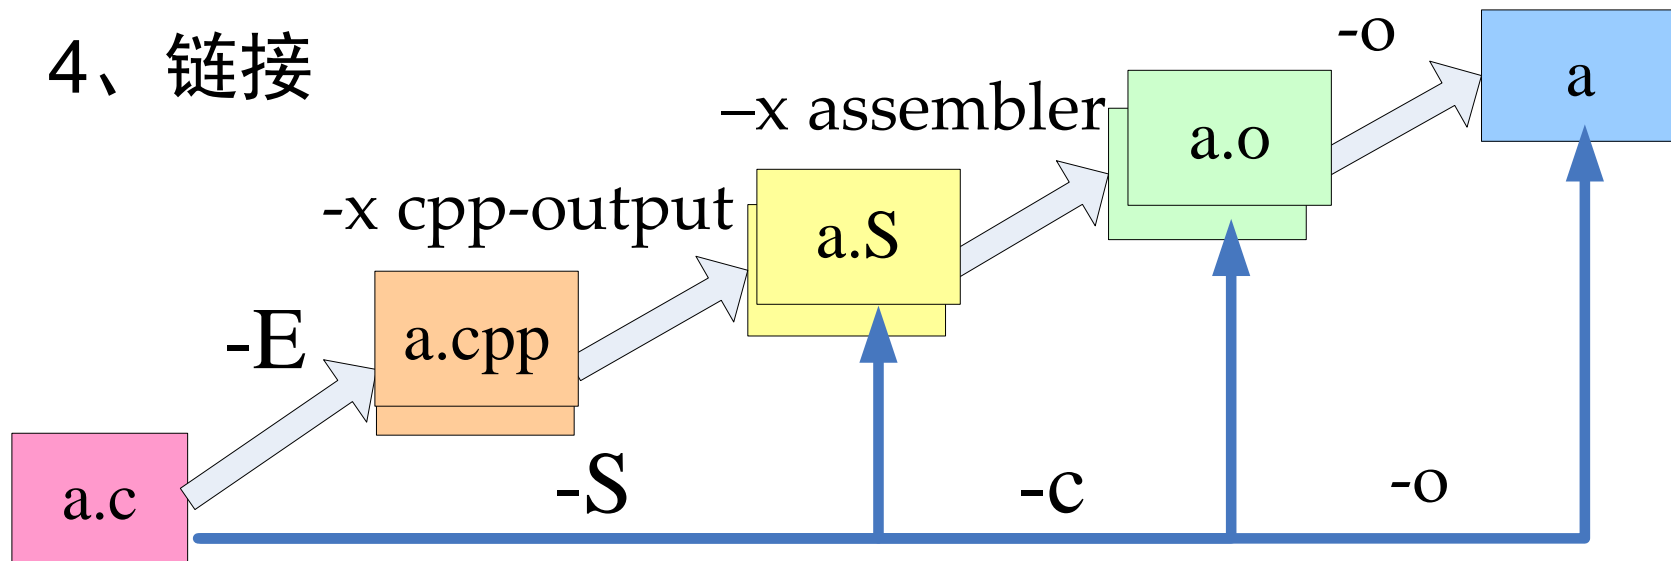 4、链接
-o
a
–x assembler
a.o
-x cpp-output
a.S
-E
a.cpp
a.c
-S
-c
-o